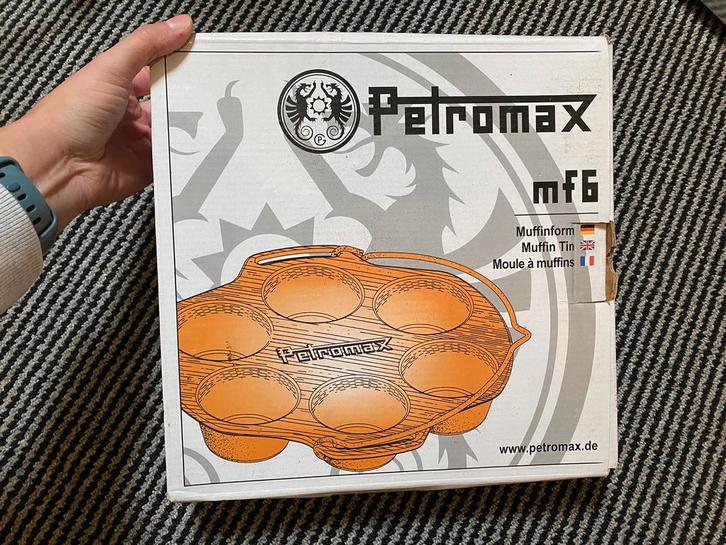 Petromax
mf6
Muffinform
Muffin Tin
Moule à muffins
Petromax
www.petromax.de